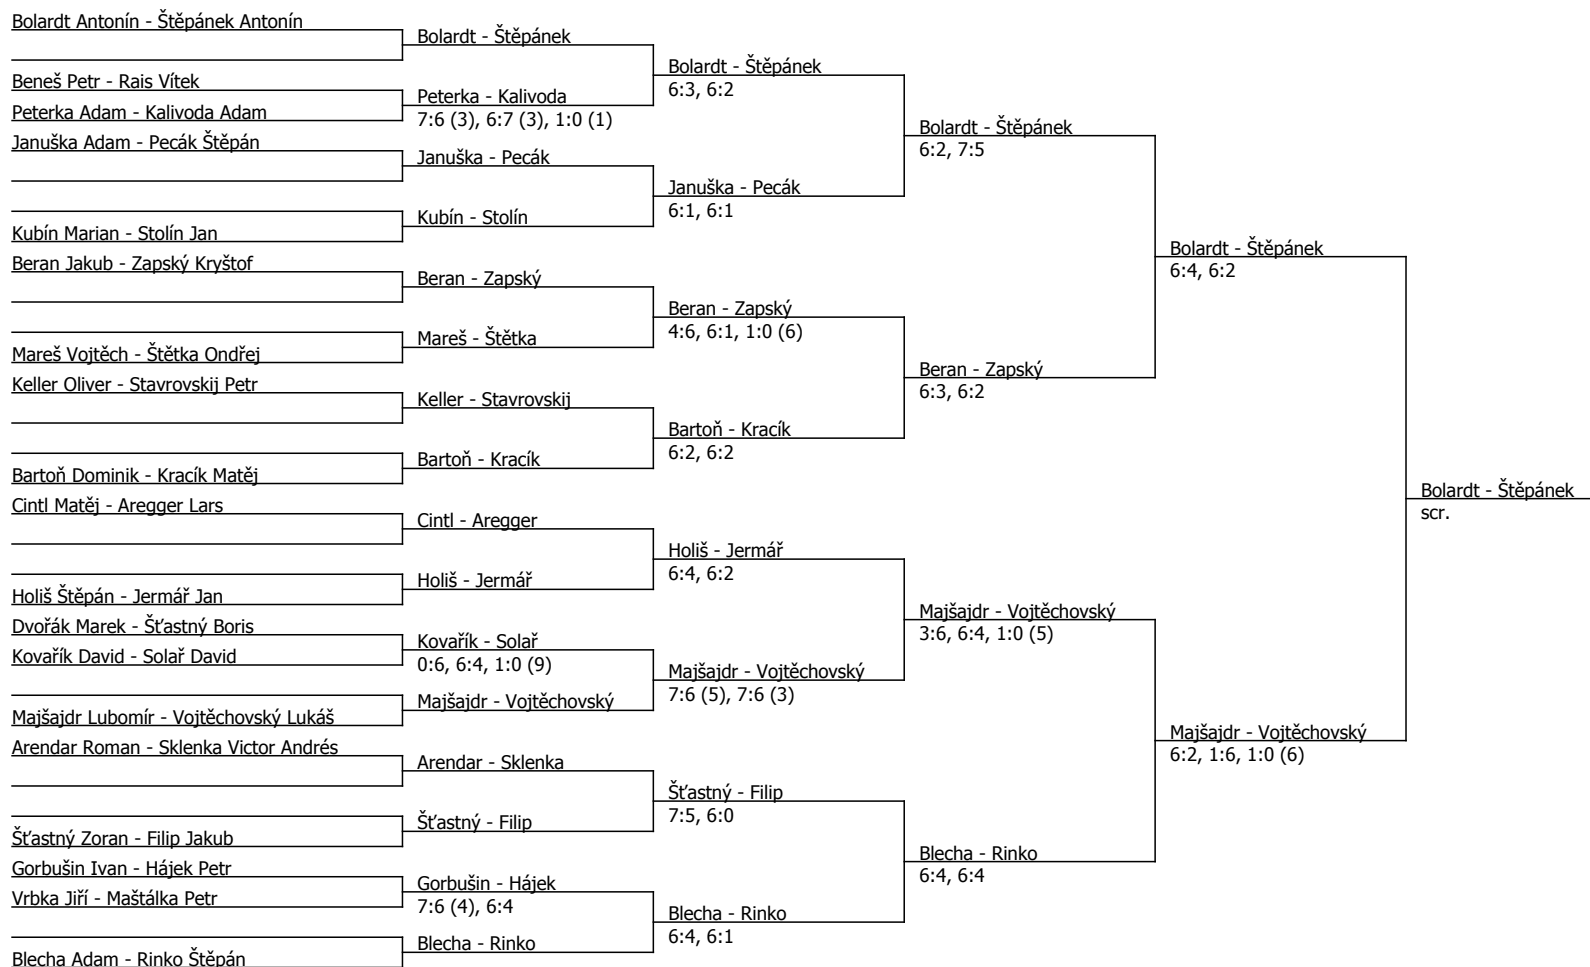 Bolardt Antonín - Štěpánek Antonín
Beneš Petr - Rais Vítek
Peterka Adam - Kalivoda Adam
Januška Adam - Pecák Štěpán
Kubín Marian - Stolín Jan
Beran Jakub - Zapský Kryštof
Mareš Vojtěch - Štětka Ondřej
Keller Oliver - Stavrovskij Petr
Bartoň Dominik - Kracík Matěj
Cintl Matěj - Aregger Lars
Holiš Štěpán - Jermář Jan
Dvořák Marek - Šťastný Boris
Kovařík David - Solař David
Majšajdr Lubomír - Vojtěchovský Lukáš
Arendar Roman - Sklenka Victor Andrés
Šťastný Zoran - Filip Jakub
Gorbušin Ivan - Hájek Petr
Vrbka Jiří - Maštálka Petr
Blecha Adam - Rinko Štěpán
Bolardt - Štěpánek
Peterka - Kalivoda
7:6 (3), 6:7 (3), 1:0 (1)
Januška - Pecák
Kubín - Stolín
Beran - Zapský
Mareš - Štětka
Keller - Stavrovskij
Bartoň - Kracík
Cintl - Aregger
Holiš - Jermář
Kovařík - Solař
0:6, 6:4, 1:0 (9)
Majšajdr - Vojtěchovský
Arendar - Sklenka
Šťastný - Filip
Gorbušin - Hájek
7:6 (4), 6:4
Blecha - Rinko
Bolardt - Štěpánek
6:3, 6:2
Januška - Pecák
6:1, 6:1
Beran - Zapský
4:6, 6:1, 1:0 (6)
Bartoň - Kracík
6:2, 6:2
Holiš - Jermář
6:4, 6:2
Majšajdr - Vojtěchovský
7:6 (5), 7:6 (3)
Šťastný - Filip
7:5, 6:0
Blecha - Rinko
6:4, 6:1
Bolardt - Štěpánek
6:2, 7:5
Beran - Zapský
6:3, 6:2
Majšajdr - Vojtěchovský
3:6, 6:4, 1:0 (5)
Blecha - Rinko
6:4, 6:4
Bolardt - Štěpánek
6:4, 6:2
Majšajdr - Vojtěchovský
6:2, 1:6, 1:0 (6)
Bolardt - Štěpánek
scr.